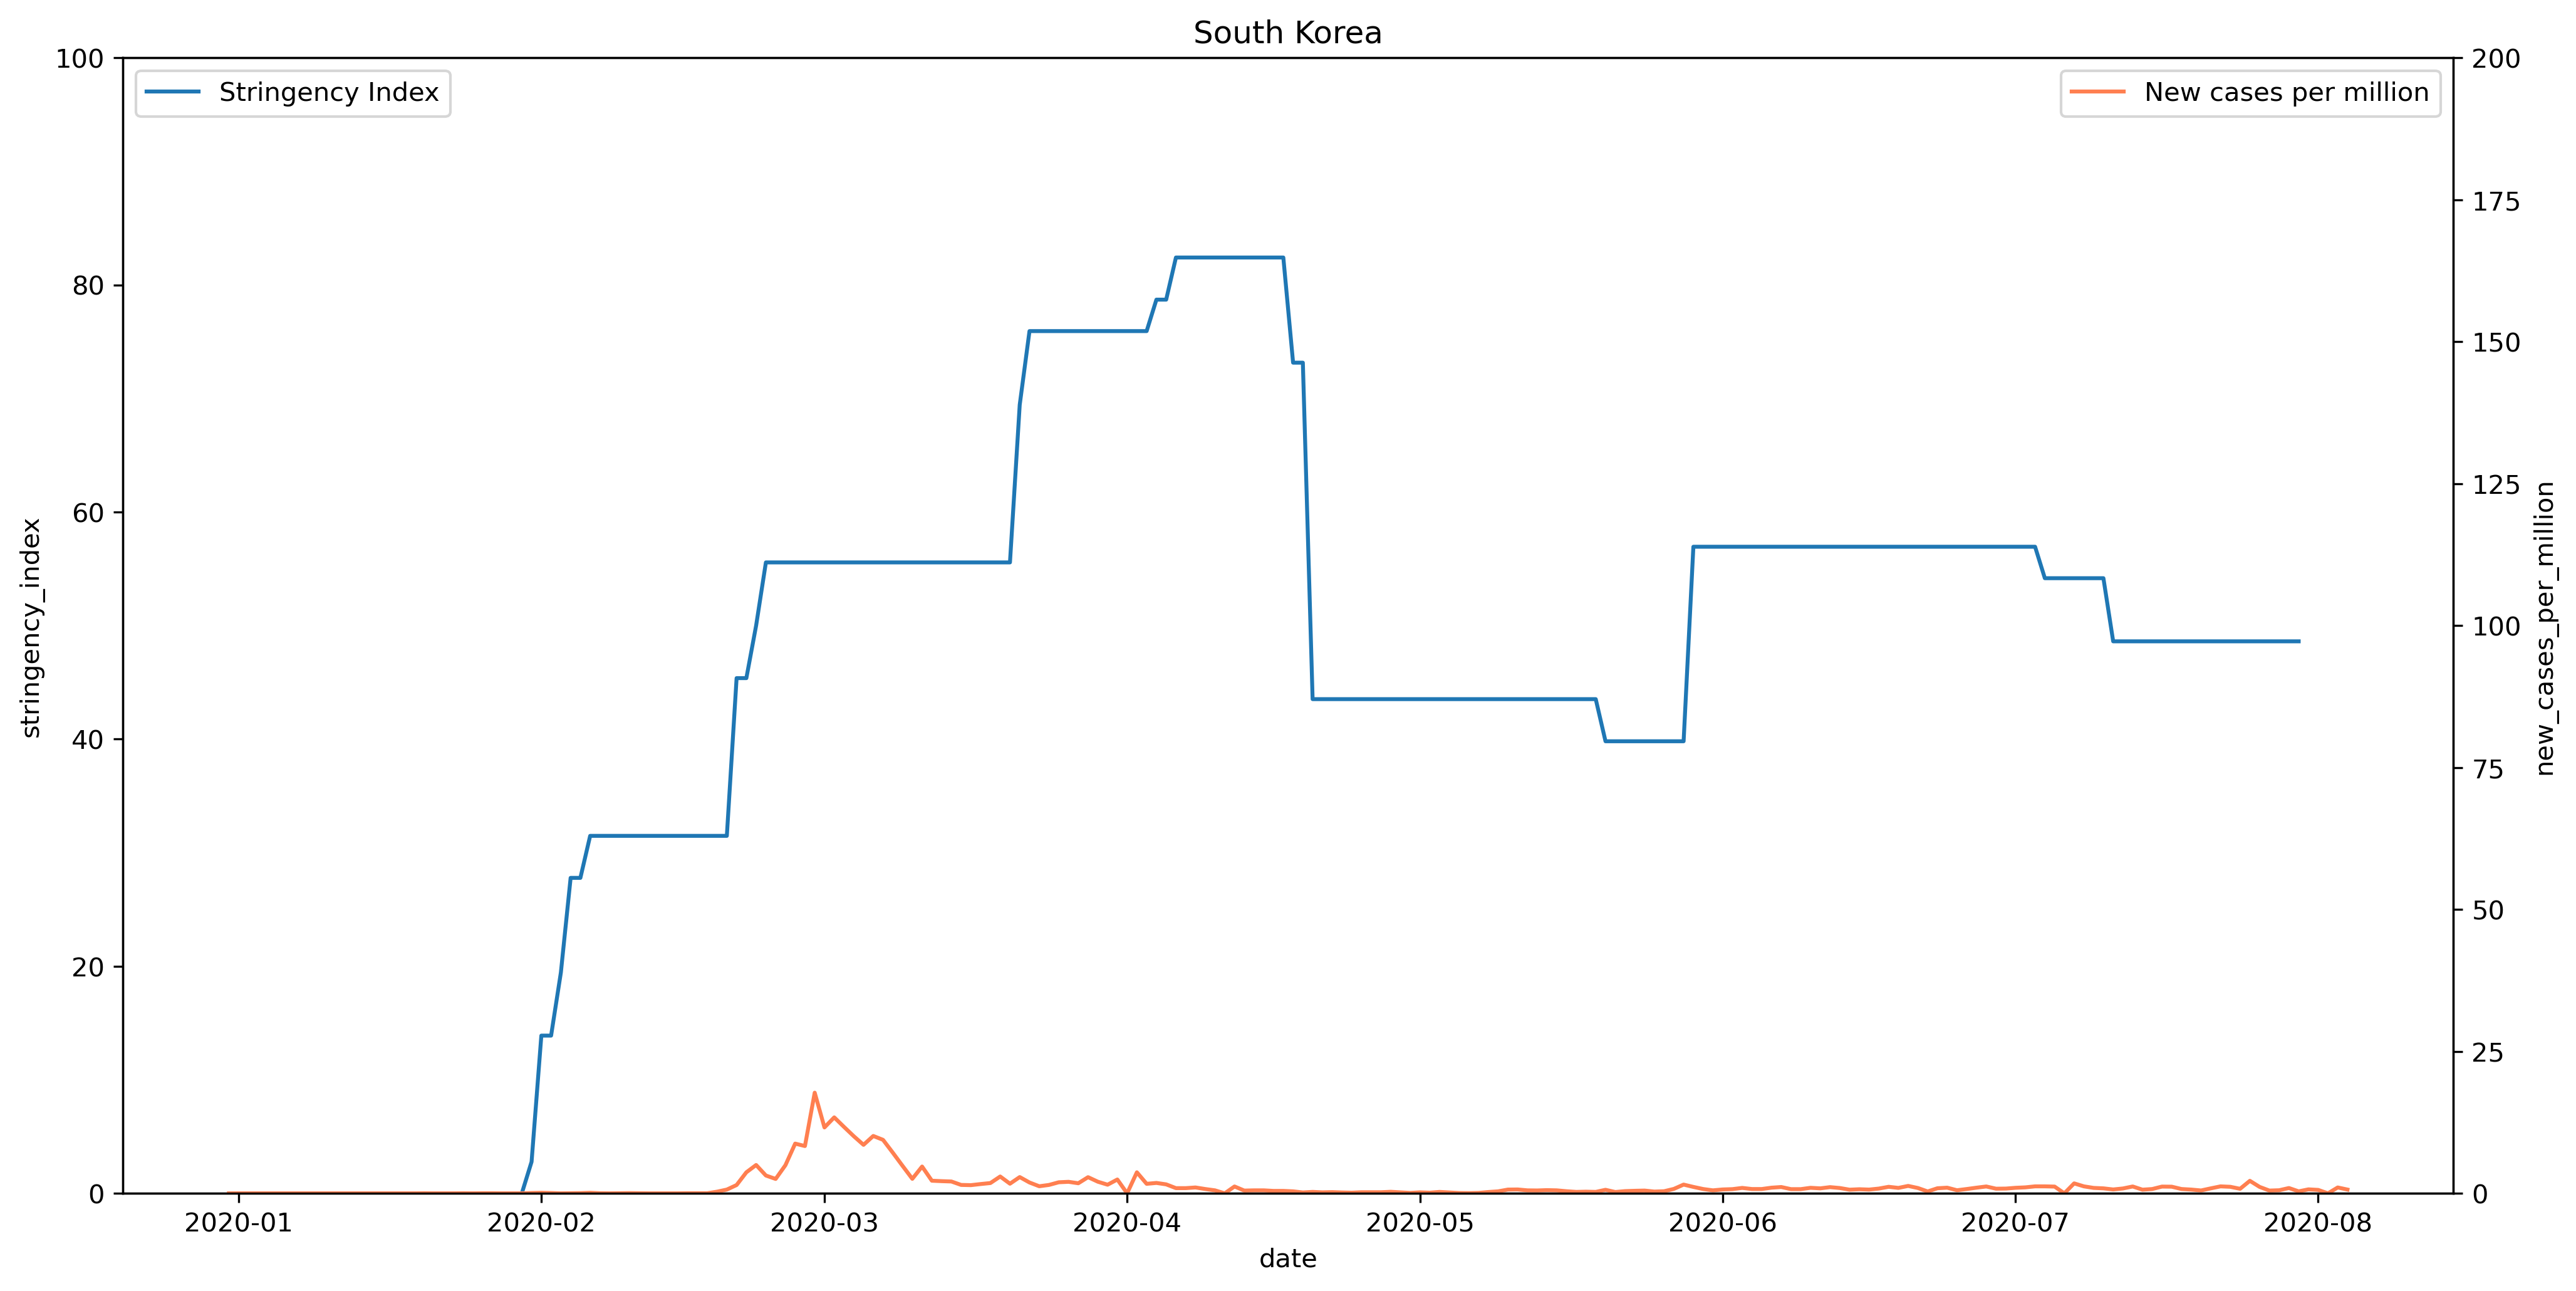 South Korea
Stringency Index
New cases per million
100
80
60
40
20
0
stringency_index
200
175
150
125
100
75
50
25
0
new_cases_per_million
2020-01 2020-02 2020-03 2020-04 2020-05 2020-06 2020-07 2020-08
date